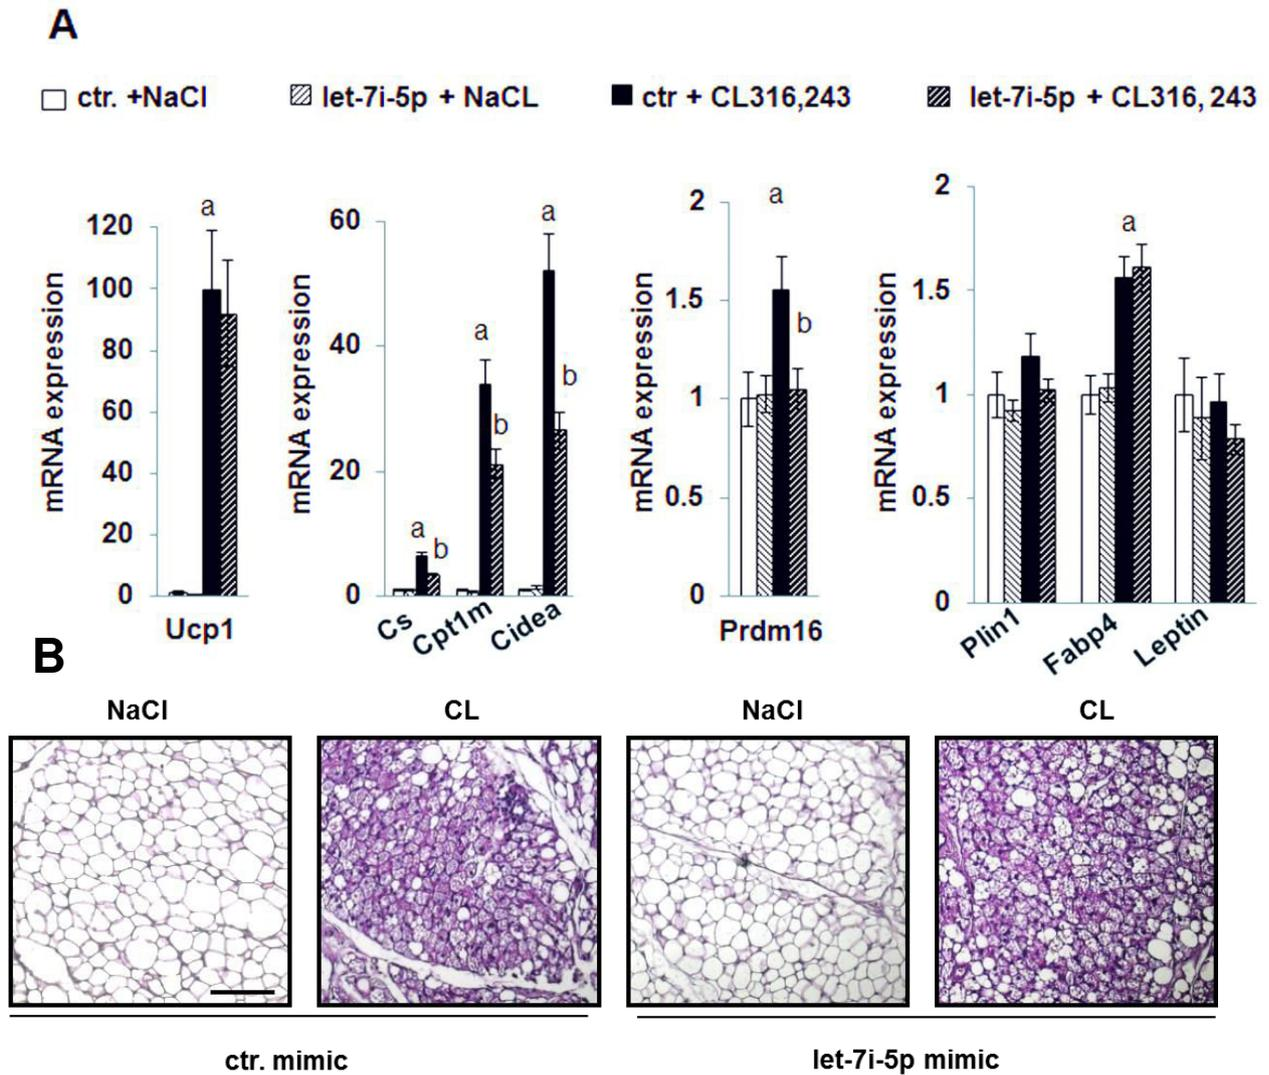 A
ctr. +NaCl let-7i-5p + NaCL ctr + CL316,243 let-7i-5p + CL316, 243
mRNA expression
120
100
80
60
40
20
0
a
Ucp1
mRNA expression
60
40
20
0
a b
a b
a b
Cs Cpt1m Cidea
mRNA expression
2
1.5
1
0.5
0
a
b
Prdm16
mRNA expression
2
1.5
1
0.5
0
a
Plin1 Fabp4 Leptin
B
NaCl CL NaCl CL
ctr. mimic let-7i-5p mimic